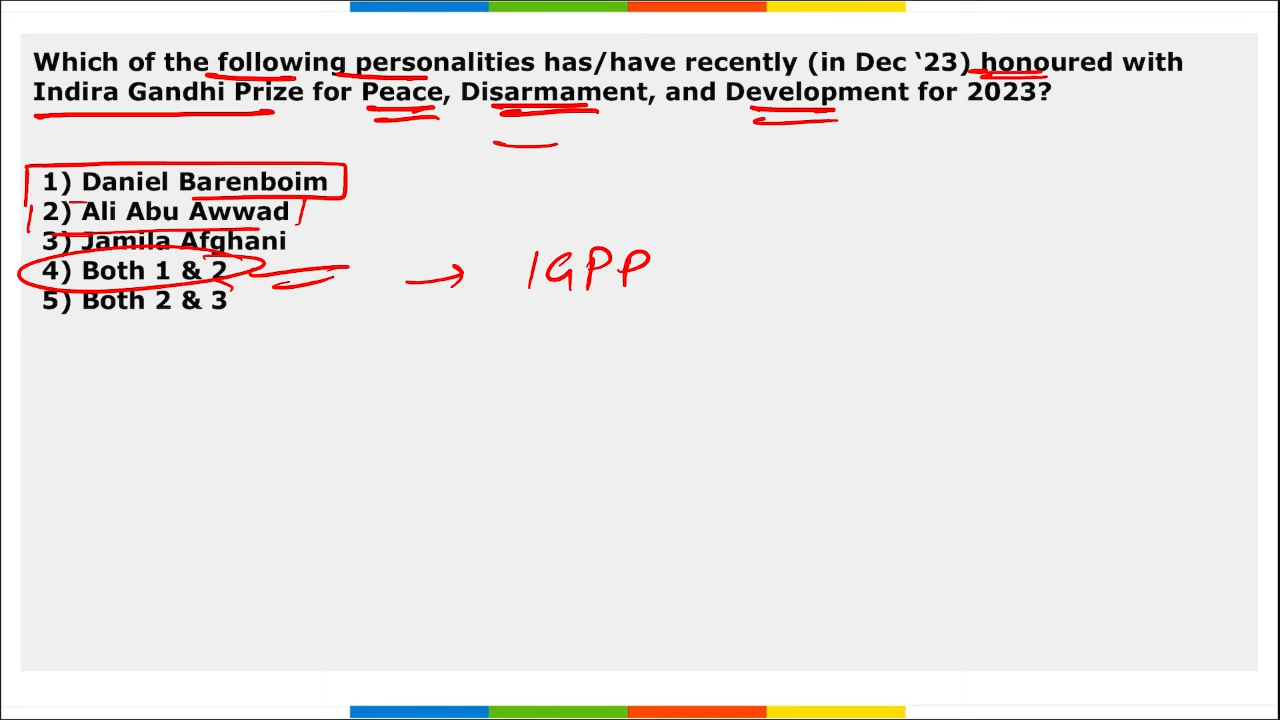 Which of the following personalities has/have recently (in Dec ‘23) honoured with
Indira Gandhi Prize for Peace, Disarmament, and Development for 2023?
1) Daniel Barenboim
2) Ali Abu Awwad
3) Jamila Afghani
4) Both 1 & 2
5) Both 2 & 3
IGPP